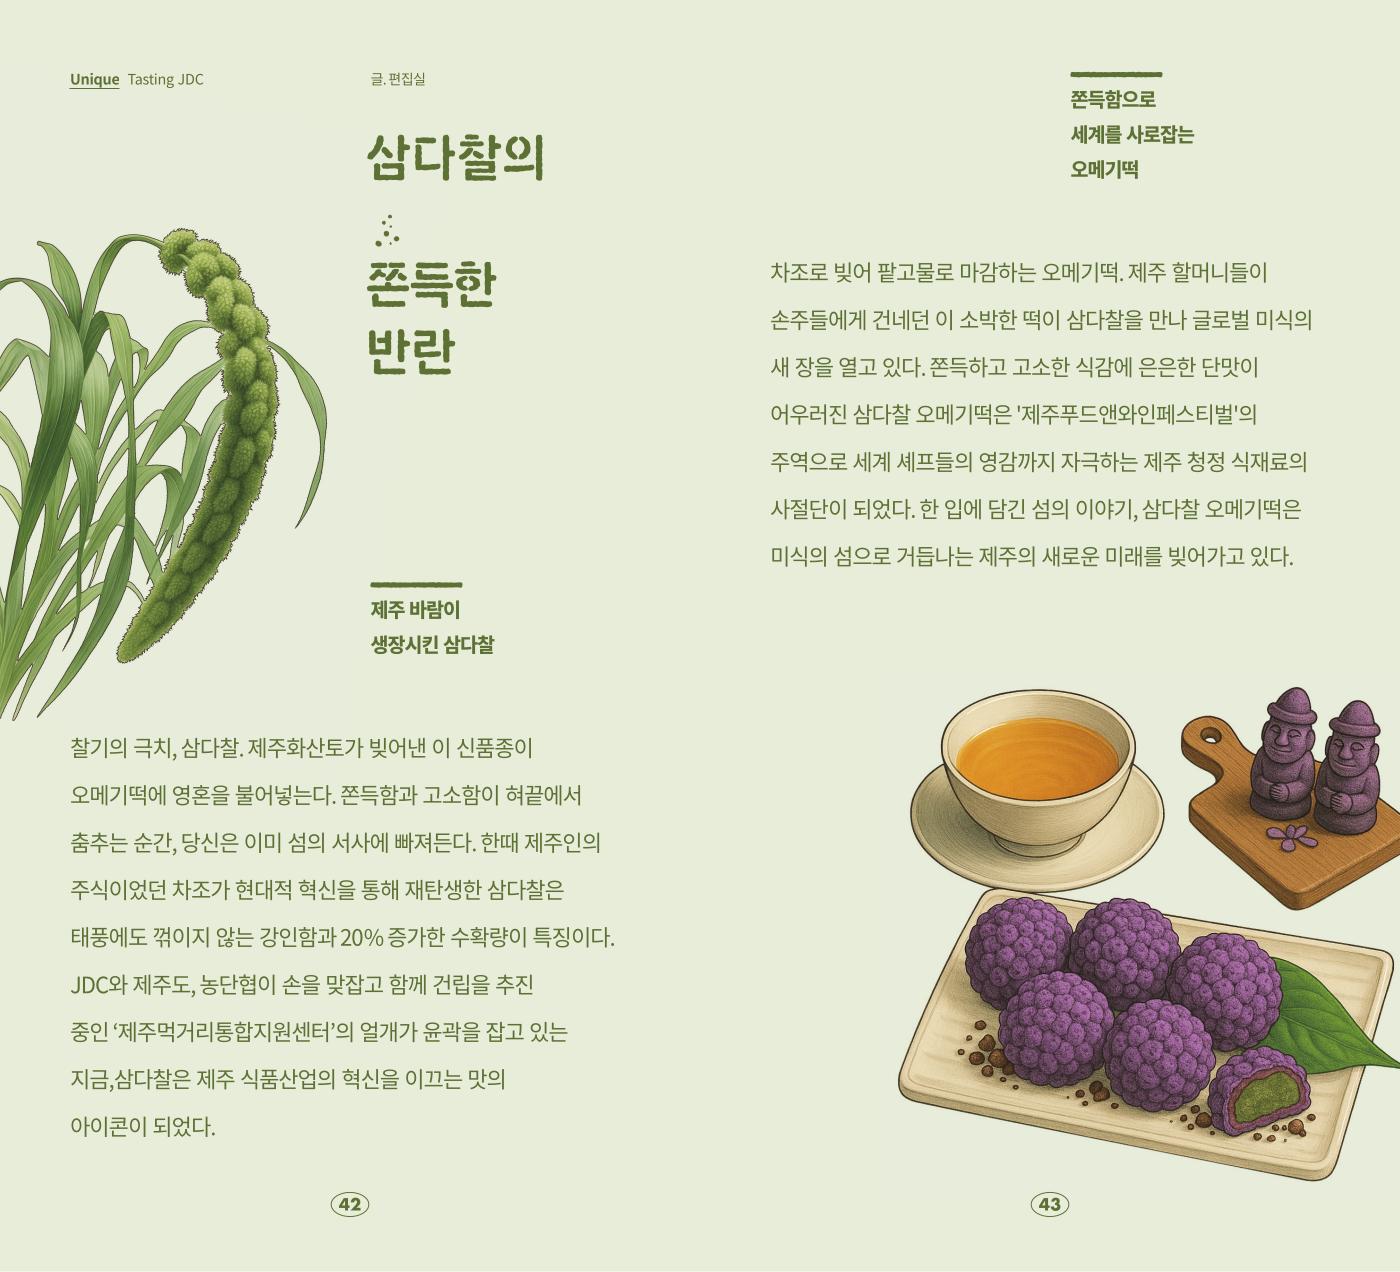 Unique Tasting JDC
글. 편집실
삼다찰의
쫀득한
반란
제주 바람이
생장시킨 삼다찰
찰기의 극치, 삼다찰. 제주화산토가 빚어낸 이 신품종이
오메기떡에 영혼을 불어넣는다. 쫀득함과 고소함이 혀끝에서
춤추는 순간, 당신은 이미 섬의 서사에 빠져든다. 한때 제주인의
주식이었던 차조가 현대적 혁신을 통해 재탄생한 삼다찰은
태풍에도 꺾이지 않는 강인함과 20% 증가한 수확량이 특징이다.
JDC와 제주도, 농단협이 손을 맞잡고 함께 건립을 추진
중인 ‘제주먹거리통합지원센터’의 얼개가 윤곽을 잡고 있는
지금,삼다찰은 제주 식품산업의 혁신을 이끄는 맛의
아이콘이 되었다.
42
쫀득함으로
세계를 사로잡는
오메기떡
차조로 빚어 팥고물로 마감하는 오메기떡. 제주 할머니들이
손주들에게 건네던 이 소박한 떡이 삼다찰을 만나 글로벌 미식의
새 장을 열고 있다. 쫀득하고 고소한 식감에 은은한 단맛이
어우러진 삼다찰 오메기떡은 '제주푸드앤와인페스티벌'의
주역으로 세계 셰프들의 영감까지 자극하는 제주 청정 식재료의
사절단이 되었다. 한 입에 담긴 섬의 이야기, 삼다찰 오메기떡은
미식의 섬으로 거듭나는 제주의 새로운 미래를 빚어가고 있다.
43